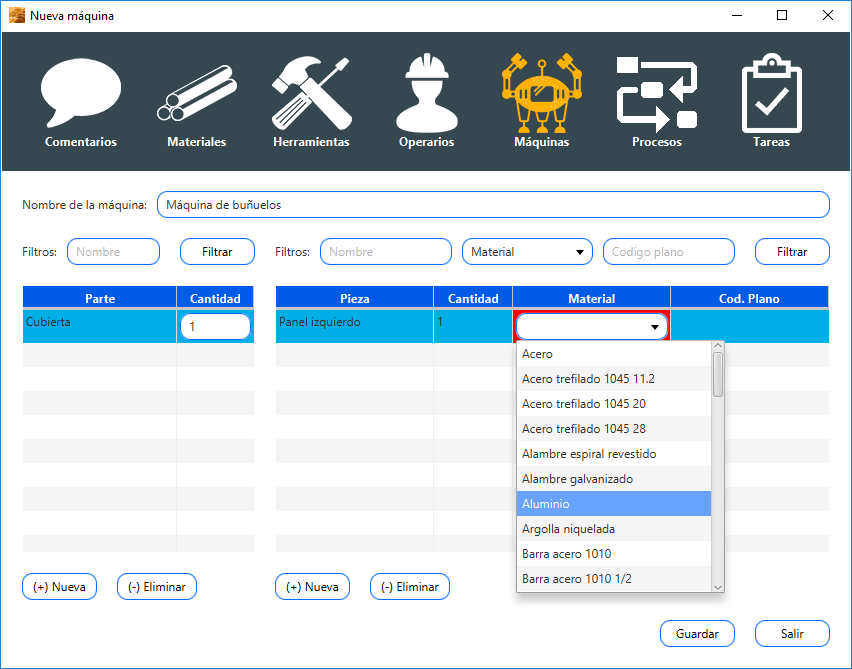 Nueva máquina
Comentarios Materiales Herramientas Operarios Máquinas Procesos Tareas
Nombre de la máquina: Máquina de buñuelos
Filtros: Nombre Filtrar Filtros: Nombre Material Codigo plano Filtrar
Parte Cantidad Pieza Cantidad Material Cod. Plano
Cubierta 1 Panel izquierdo 1
Acero
Acero trefilado 1045 11.2
Acero trefilado 1045 20
Acero trefilado 1045 28
Alambre espiral revestido
Alambre galvanizado
Aluminio
Argolla niquelada
Barra acero 1010
Barra acero 1010 1/2
(+) Nueva (-) Eliminar (+) Nueva (-) Eliminar
Guardar Salir